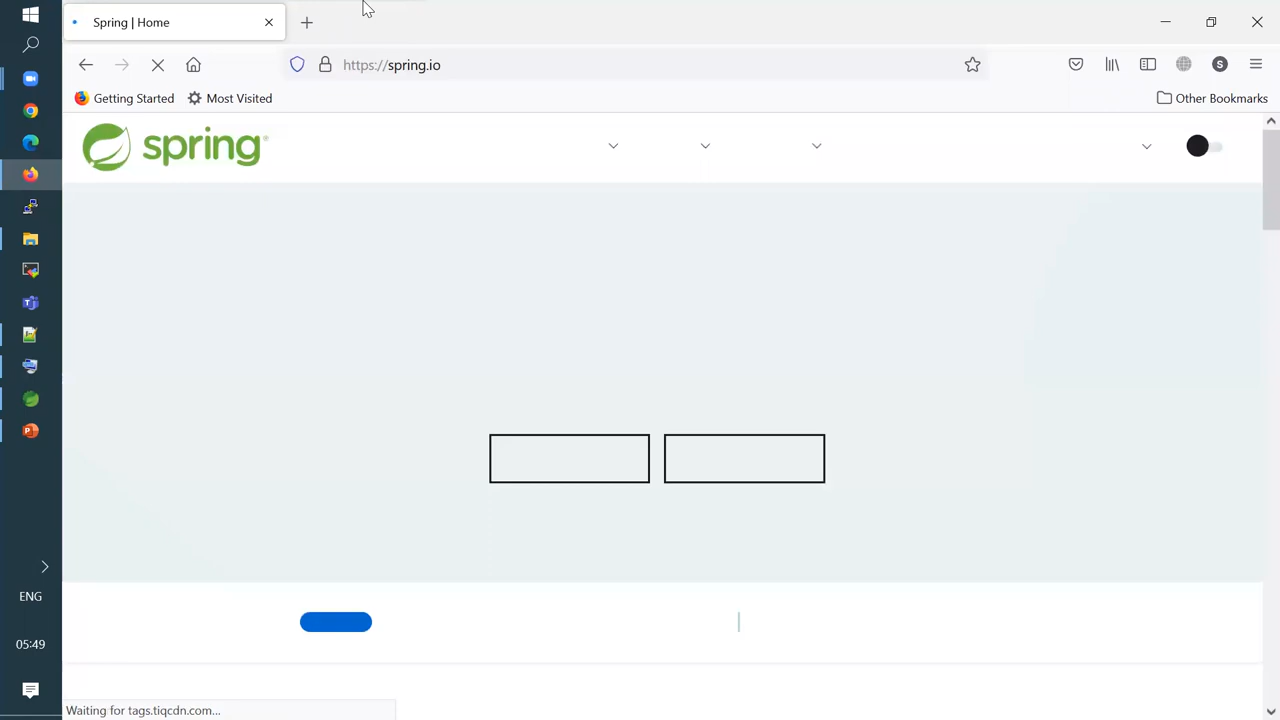 Spring | Home
https://spring.io
S
Getting Started
Most Visited
Other Bookmarks
spring®
ENG
05:49
Waiting for tags.tiqcdn.com...